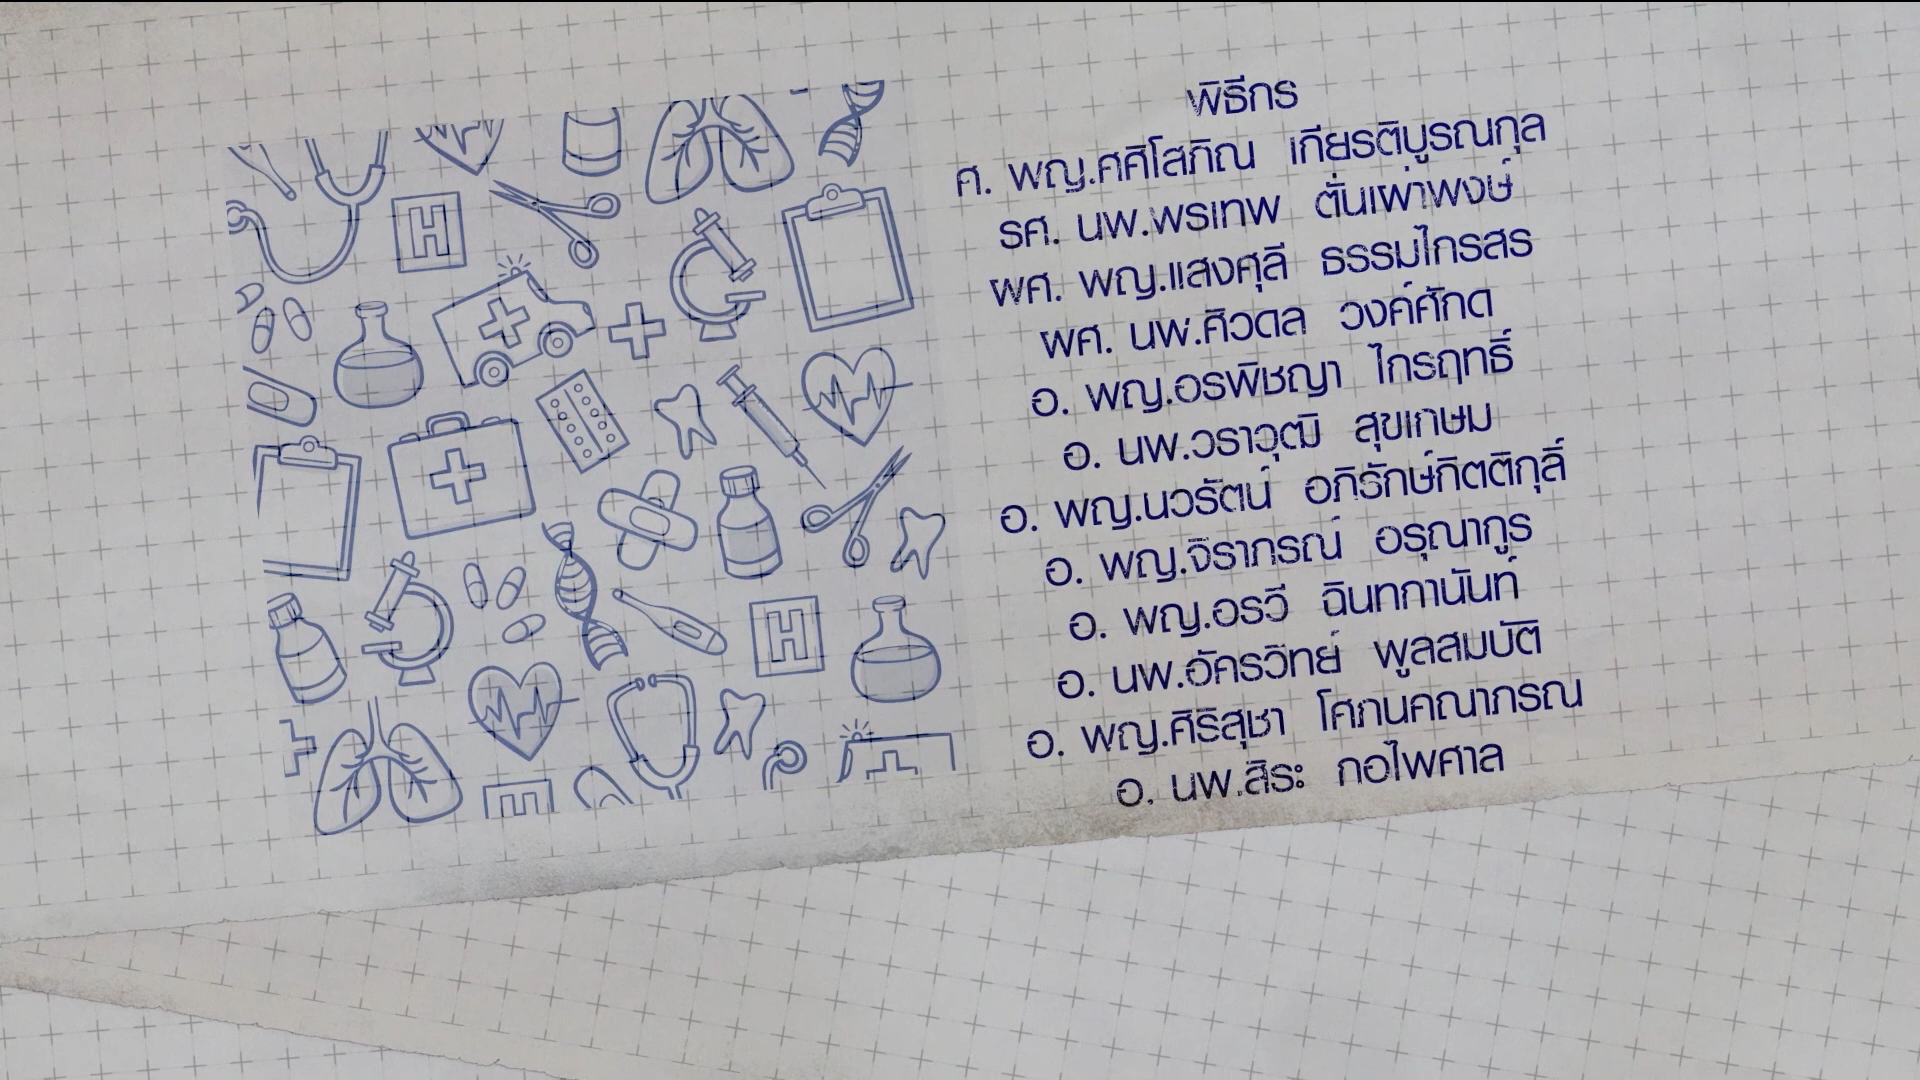 พิธีกร
ศ. พญ.ศศิโสภิณ เกียรติบูรณกุล
รศ. นพ.พรเทพ ตั่นเผ่าพงษ์
ผศ. พญ.แสงศุลี ธรรมไกรสร
ผศ. นพ.ศิวดล วงค์ศักด
อ. พญ.อรพิชญา ไกรฤทธิ์
อ. นพ.วราวุฒิ สุขเกษม
อ. พญ.นวรัตน์ อภิรักษ์กิตติกุลิ์
อ. พญ.จิราภรณ์ อรุณากูร
อ. พญ.อรวี ฉินทกานันท์
อ. นพ.อัครวิทย์ พูลสมบัติ
อ. พญ.ศิริสุชา โศภนคณาภรณ
อ. นพ.สิระ กอไพศาล
H
H